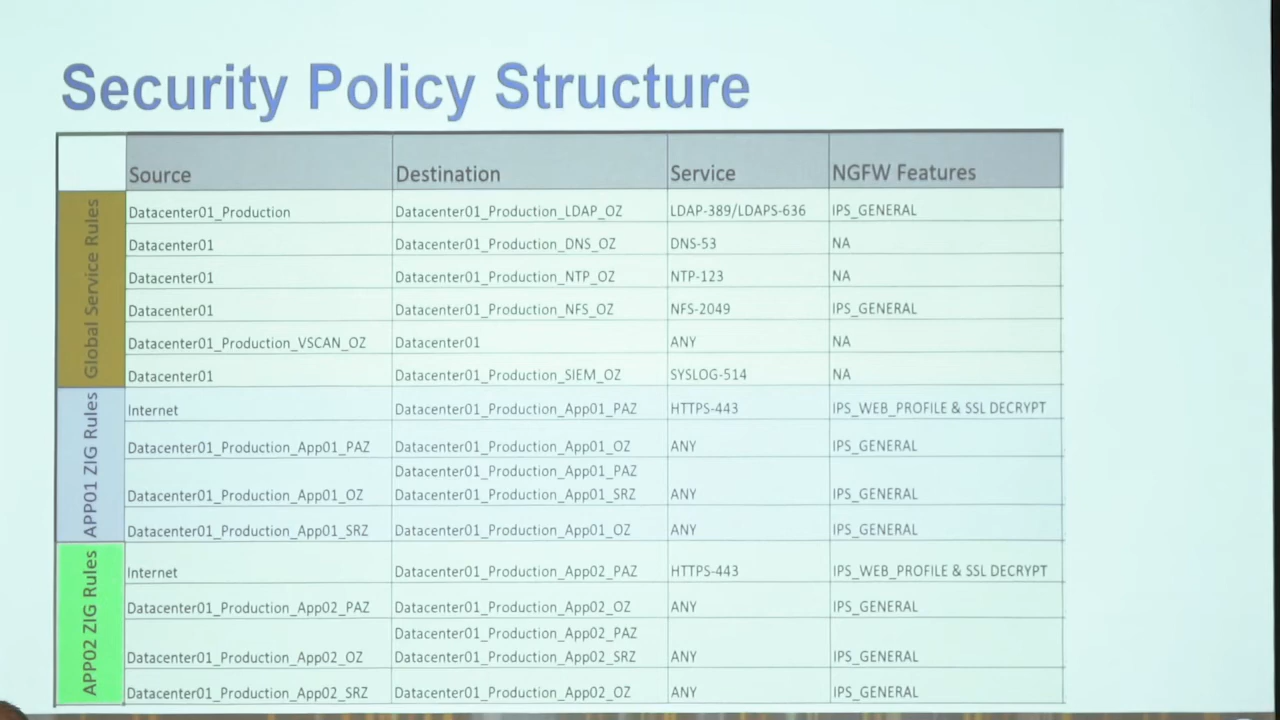 Security Policy Structure
Source Destination Service NGFW Features
Global Service Rules
Datacenter01_Production Datacenter01_Production_LDAP_OZ LDAP-389/LDAPS-636 IPS_GENERAL
Datacenter01 Datacenter01_Production_DNS_OZ DNS-53 NA
Datacenter01 Datacenter01_Production_NTP_OZ NTP-123 NA
Datacenter01 Datacenter01_Production_NFS_OZ NFS-2049 IPS_GENERAL
Datacenter01_Production_VSCAN_OZ Datacenter01 ANY NA
Datacenter01 Datacenter01_Production_SIEM_OZ SYSLOG-514 NA
APP01 ZIG Rules
Internet Datacenter01_Production_App01_PAZ HTTPS-443 IPS_WEB_PROFILE & SSL DECRYPT
Datacenter01_Production_App01_PAZ Datacenter01_Production_App01_OZ ANY IPS_GENERAL
Datacenter01_Production_App01_PAZ
Datacenter01_Production_App01_OZ Datacenter01_Production_App01_SRZ ANY IPS_GENERAL
Datacenter01_Production_App01_SRZ Datacenter01_Production_App01_OZ ANY IPS_GENERAL
APP02 ZIG Rules
Internet Datacenter01_Production_App02_PAZ HTTPS-443 IPS_WEB_PROFILE & SSL DECRYPT
Datacenter01_Production_App02_PAZ Datacenter01_Production_App02_OZ ANY IPS_GENERAL
Datacenter01_Production_App02_PAZ
Datacenter01_Production_App02_OZ Datacenter01_Production_App02_SRZ ANY IPS_GENERAL
Datacenter01_Production_App02_SRZ Datacenter01_Production_App02_OZ ANY IPS_GENERAL